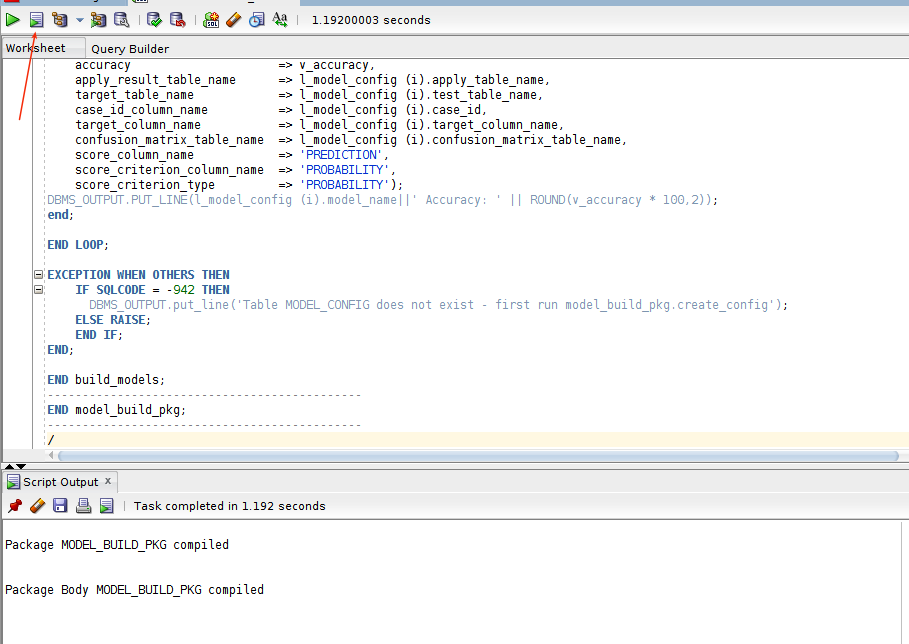 1.19200003 seconds
Worksheet Query Builder
accuracy => v_accuracy,
apply_result_table_name => l_model_config (i).apply_table_name,
target_table_name => l_model_config (i).test_table_name,
case_id_column_name => l_model_config (i).case_id,
target_column_name => l_model_config (i).target_column_name,
confusion_matrix_table_name => l_model_config (i).confusion_matrix_table_name,
score_column_name => 'PREDICTION',
score_criterion_column_name => 'PROBABILITY',
score_criterion_type => 'PROBABILITY');
DBMS_OUTPUT.PUT_LINE(l_model_config (i).model_name||' Accuracy: ' || ROUND(v_accuracy * 100,2));
end;
END LOOP;
EXCEPTION WHEN OTHERS THEN
IF SQLCODE = -942 THEN
DBMS_OUTPUT.put_line('Table MODEL_CONFIG does not exist - first run model_build_pkg.create_config');
ELSE RAISE;
END IF;
END;
END build_models;
---------------------------------------------
END model_build_pkg;
---------------------------------------------
/
Script Output x
Task completed in 1.192 seconds
Package MODEL_BUILD_PKG compiled
Package Body MODEL_BUILD_PKG compiled